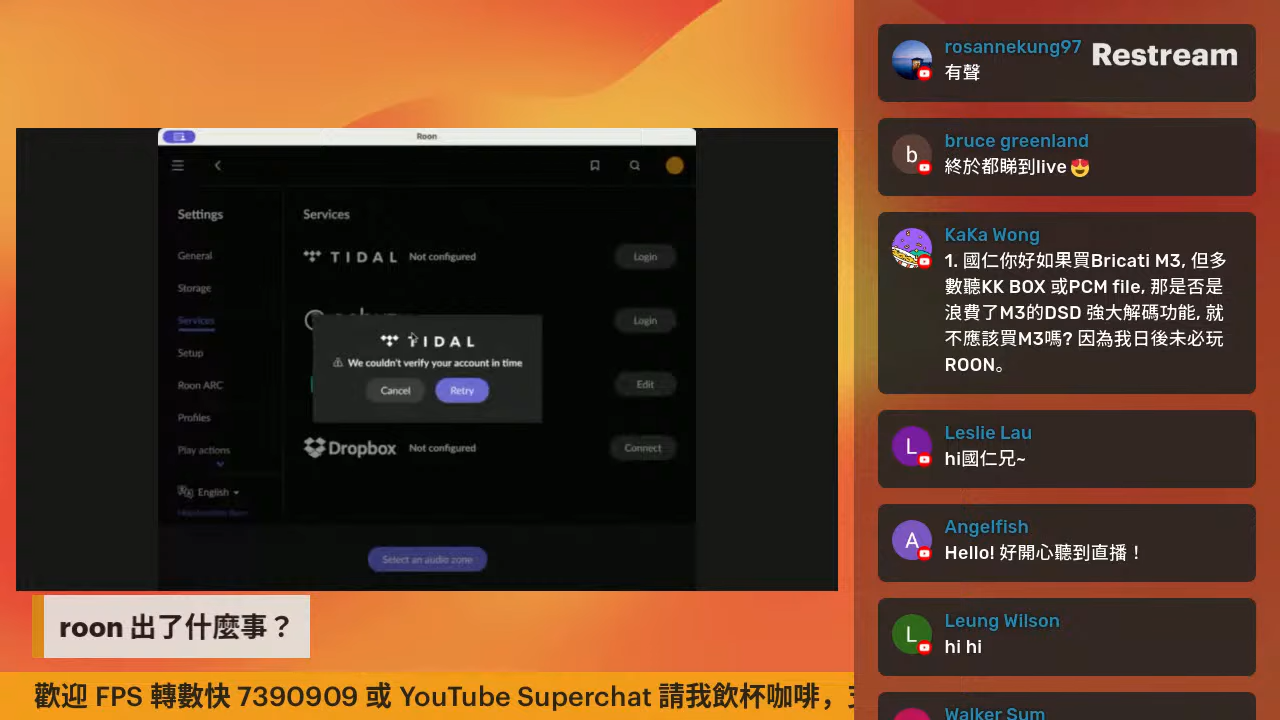 Roon
Settings
General
Storage
Services
Setup
Roon ARC
Profiles
Play actions
English
Services
TIDAL Not configured Login
Login
TIDAL
We couldn't verify your account in time
Cancel Retry
Edit
Dropbox Not configured Connect
Select an audio zone
roon 出了什麼事？
歡迎 FPS 轉數快 7390909 或 YouTube Superchat 請我飲杯咖啡，
Restream
rosannekung97
有聲
b
bruce greenland
終於都睇到live 😍
KaKa Wong
1. 國仁你好如果買Bricati M3, 但多
數聽KK BOX 或PCM file, 那是否是
浪費了M3的DSD 強大解碼功能, 就
不應該買M3嗎? 因為我日後未必玩
ROON。
L
Leslie Lau
hi國仁兄~
A
Angelfish
Hello! 好開心聽到直播！
L
Leung Wilson
hi hi
Walker Sum